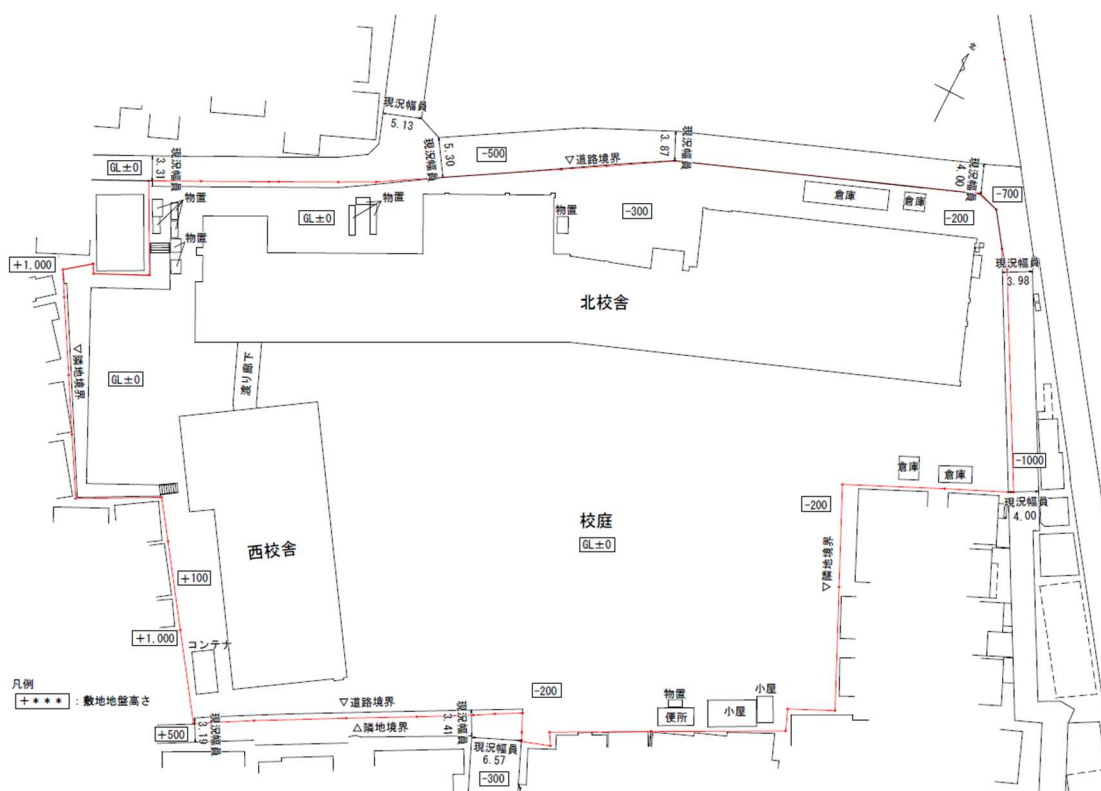 北
現況幅員
5.13
現況幅員
5.30
-500
▽道路境界
現況幅員
3.87
現況幅員
4.00
-700
GL±0
現況幅員
3.31
物置
物置
GL±0
物置
物置
-300
倉庫
倉庫
-200
+1,000
現況幅員
3.98
北校舎
▽隣地境界
GL±0
渡り廊下
倉庫
倉庫
-1000
現況幅員
4.00
-200
校庭
GL±0
西校舎
▽隣地境界
+100
+1,000
コンテナ
凡例
+****
:敷地地盤高さ
▽道路境界
△隣地境界
-200
現況幅員
3.41
物置
便所
小屋
小屋
+500
現況幅員
3.19
現況幅員
6.57
-300